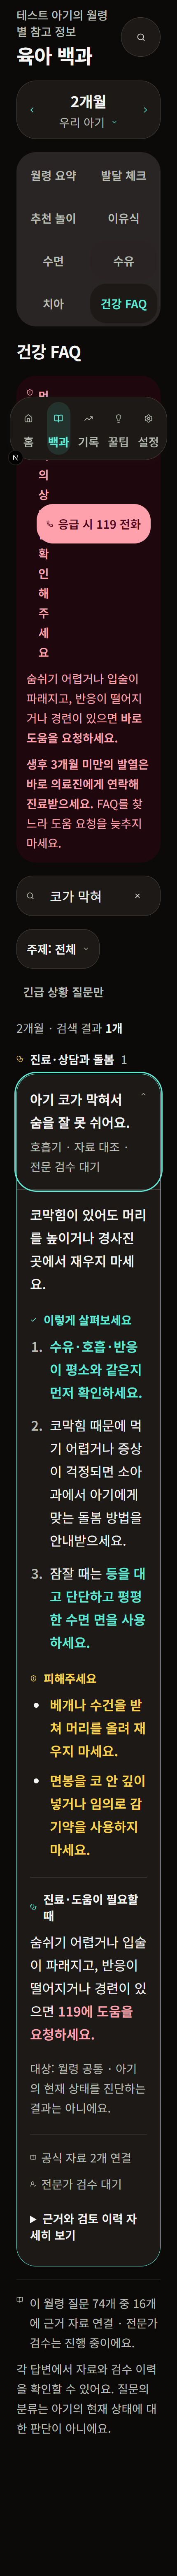 테스트 아기의 월령
별 참고 정보
육아 백과
2개월
우리 아기
월령 요약
발달 체크
추천 놀이
이유식
수면
수유
치아
건강 FAQ
건강 FAQ
홈
백과
기록
꿀팁
설정
N
의
상
응급 시 119 전화
확
인
해
주
세
요
숨쉬기 어렵거나 입술이
파래지고, 반응이 떨어지
거나 경련이 있으면 바로
도움을 요청하세요.
생후 3개월 미만의 발열은
바로 의료진에게 연락해
진료받으세요. FAQ를 찾
느라 도움 요청을 늦추지
마세요.
코가 막혀
주제: 전체
긴급 상황 질문만
2개월 · 검색 결과 1개
진료·상담과 돌봄 1
아기 코가 막혀서
숨을 잘 못 쉬어요.
호흡기 · 자료 대조 ·
전문 검수 대기
코막힘이 있어도 머리
를 높이거나 경사진
곳에서 재우지 마세
요.
이렇게 살펴보세요
1. 수유·호흡·반응
이 평소와 같은지
먼저 확인하세요.
2. 코막힘 때문에 먹
기 어렵거나 증상
이 걱정되면 소아
과에서 아기에게
맞는 돌봄 방법을
안내받으세요.
3. 잠잘 때는 등을 대
고 단단하고 평평
한 수면 면을 사용
하세요.
피해주세요
• 베개나 수건을 받
쳐 머리를 올려 재
우지 마세요.
• 면봉을 코 안 깊이
넣거나 임의로 감
기약을 사용하지
마세요.
진료·도움이 필요할
때
숨쉬기 어렵거나 입술
이 파래지고, 반응이
떨어지거나 경련이 있
으면 119에 도움을
요청하세요.
대상: 월령 공통 · 아기
의 현재 상태를 진단하는
결과는 아니에요.
공식 자료 2개 연결
전문가 검수 대기
▶ 근거와 검토 이력 자
세히 보기
이 월령 질문 74개 중 16개
에 근거 자료 연결 · 전문가
검수는 진행 중이에요.
각 답변에서 자료와 검수 이력
을 확인할 수 있어요. 질문의
분류는 아기의 현재 상태에 대
한 판단이 아니에요.